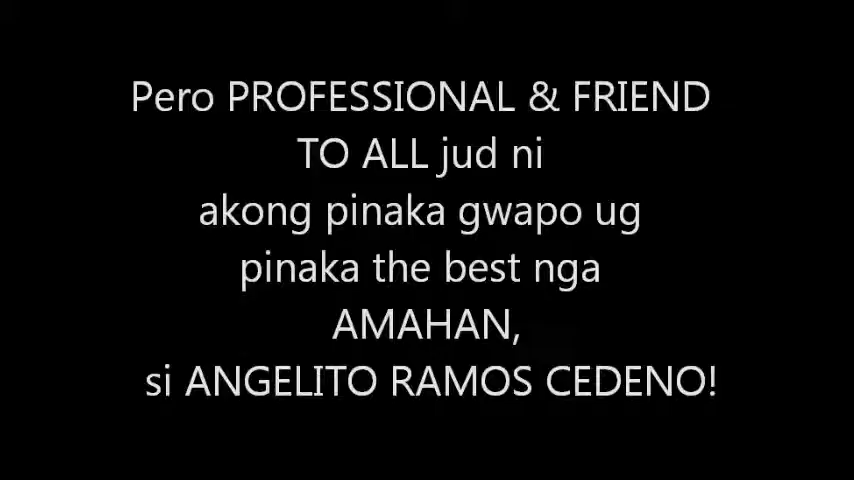 Pero PROFESSIONAL & FRIEND
TO ALL jud ni
akong pinaka gwapo ug
pinaka the best nga
AMAHAN,
si ANGELITO RAMOS CEDENO!